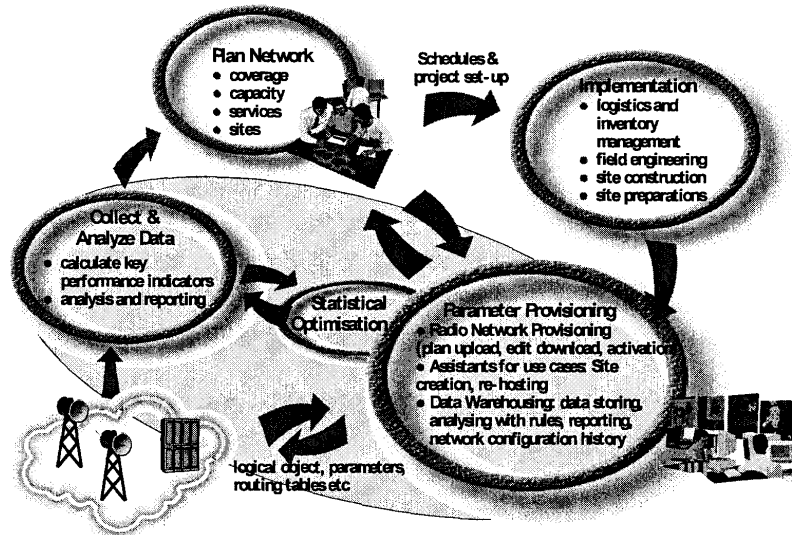 Plan Network
• coverage
• capacity
• services
• sites
Schedules &
project set-up
Implementation
• logistics and
inventory
management
• field engineering
• site construction
• site preparations
Collect &
Analyze Data
• calculate key
performance indicators
• analysis and reporting
Statistical
Optimisation
Parameter Provisioning
• Radio Network Provisioning
(plan upload, edit download, activation)
• Assistants for use cases: Site
creation, re-hosting
• Data Warehousing: data storing,
analysing with rules, reporting,
network configuration history
logical object, parameters,
routing-tables etc